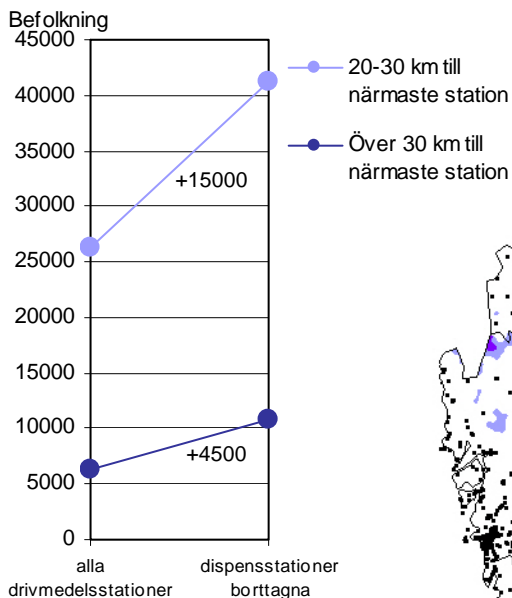 Befolkning
45000
40000
35000
30000
25000
20000
15000
10000
5000
0
+15000
+4500
alla
drivmedelsstationer
dispensstationer
borttagna
20-30 km till
närmaste station
Över 30 km till
närmaste station